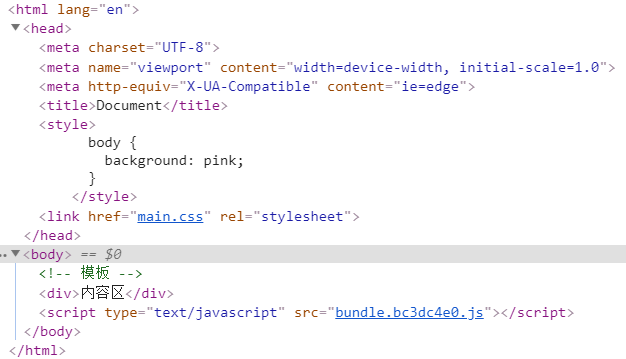 <html lang="en">
▼<head>
<meta charset="UTF-8">
<meta name="viewport" content="width=device-width, initial-scale=1.0">
<meta http-equiv="X-UA-Compatible" content="ie=edge">
<title>Document</title>
<style>
body {
background: pink;
}
</style>
<link href="main.css" rel="stylesheet">
</head>
··▼<body> == $0
<!-- 模板 -->
<div>内容区</div>
<script type="text/javascript" src="bundle.bc3dc4e0.js"></script>
</body>
</html>